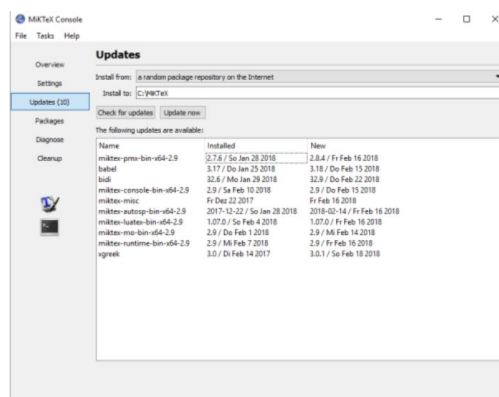 MiKTeX Console
File Tasks Help
Overview
Settings
Updates (10)
Packages
Diagnose
Cleanup
Updates
Install from: a random package repository on the Internet
Install to: C:\MiKTeX
Check for updates Update now
The following updates are available:
Name Installed New
miktex-pmx-bin-x64-2.9 2.7.6 / So Jan 28 2018 2.8.4 / Fr Feb 16 2018
babel 3.17 / Do Jan 25 2018 3.18 / Do Feb 15 2018
bidi 32.6 / Mo Jan 29 2018 32.9 / Do Feb 22 2018
miktex-console-bin-x64-2.9 2.9 / Sa Feb 10 2018 2.9 / Do Feb 15 2018
miktex-misc Fr Dez 22 2017 Fr Feb 16 2018
miktex-autosp-bin-x64-2.9 2017-12-22 / So Jan 28 2018 2018-02-14 / Fr Feb 16 2018
miktex-luatex-bin-x64-2.9 1.07.0 / So Feb 4 2018 1.07.0 / Fr Feb 16 2018
miktex-mo-bin-x64-2.9 2.9 / Do Feb 1 2018 2.9 / Mi Feb 14 2018
miktex-runtime-bin-x64-2.9 2.9 / Mi Feb 7 2018 2.9 / Fr Feb 16 2018
xgreek 3.0 / Di Feb 14 2017 3.0.1 / So Feb 18 2018